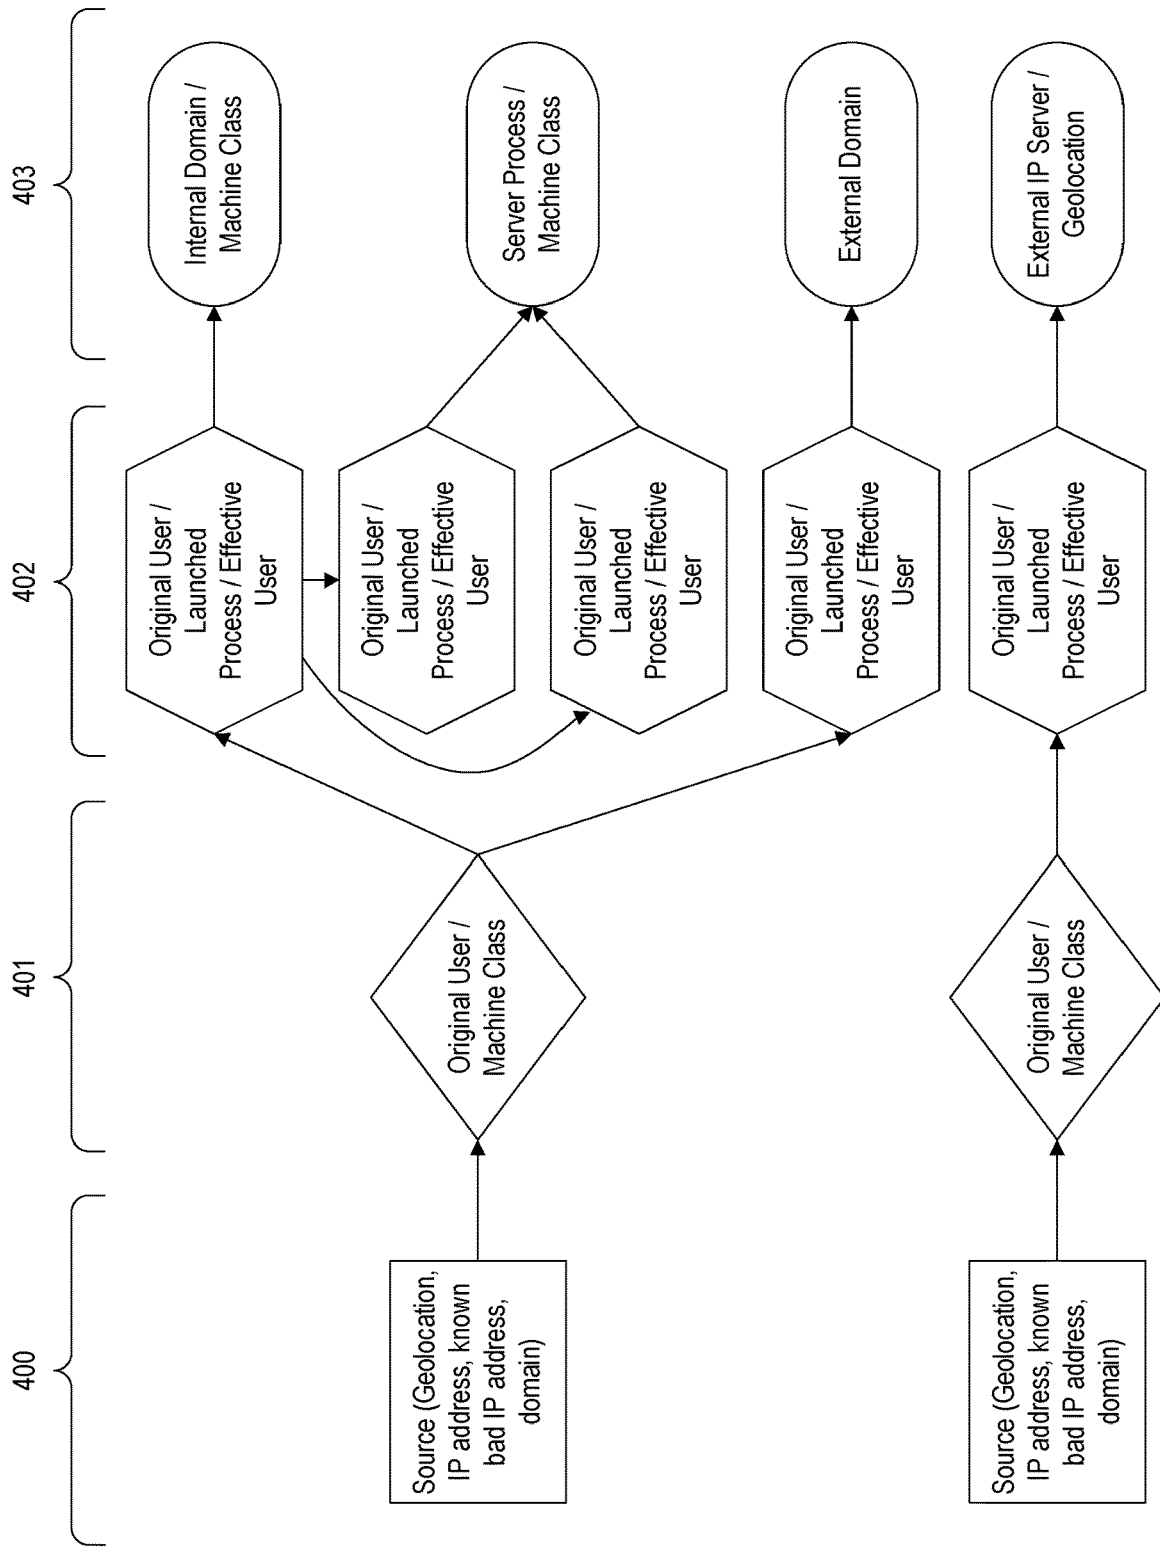 400
401
402
403
Source (Geolocation,
IP address, known
bad IP address,
domain)
Original User /
Machine Class
Original User /
Launched
Process / Effective
User
Internal Domain /
Machine Class
Original User /
Launched
Process / Effective
User
Original User /
Launched
Process / Effective
User
Server Process /
Machine Class
Original User /
Launched
Process / Effective
User
External Domain
Source (Geolocation,
IP address, known
bad IP address,
domain)
Original User /
Machine Class
Original User /
Launched
Process / Effective
User
External IP Server /
Geolocation